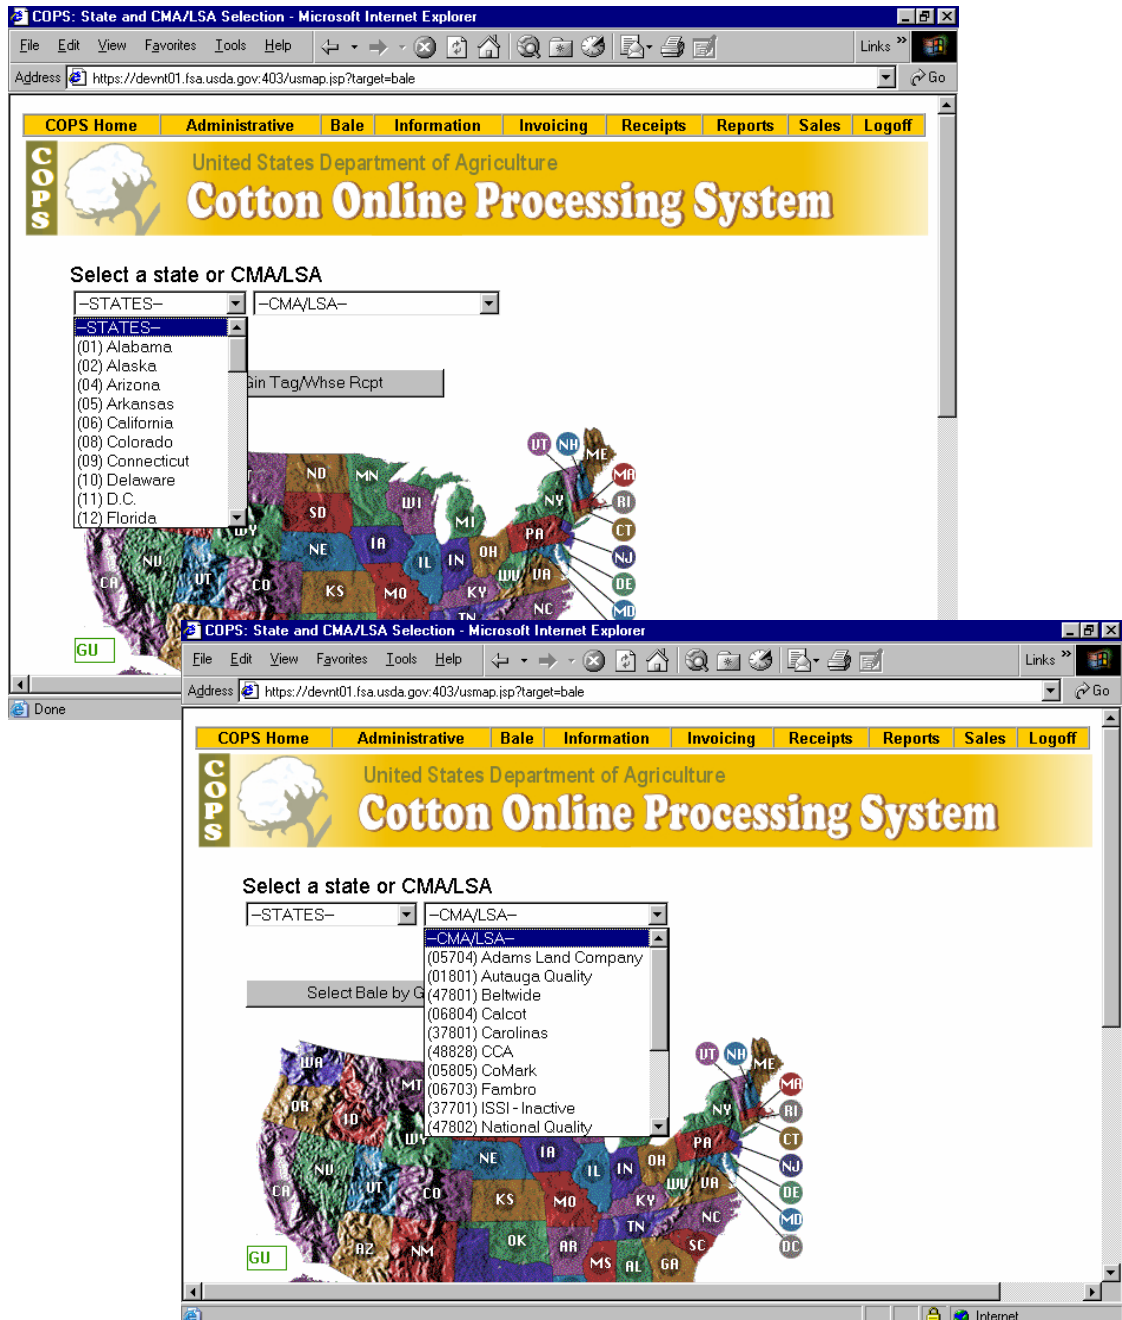 COPS: State and CMA/LSA Selection - Microsoft Internet Explorer
File Edit View Favorites Tools Help Links »
Address https://devnt01.fsa.usda.gov:403/usmap.jsp?target=bale Go
COPS Home Administrative Bale Information Invoicing Receipts Reports Sales Logoff
COPS
United States Department of Agriculture
Cotton Online Processing System
Select a state or CMA/LSA
--STATES-- --CMA/LSA--
--STATES--
(01) Alabama
(02) Alaska
(04) Arizona
(05) Arkansas
(06) California
(08) Colorado
(09) Connecticut
(10) Delaware
(11) D.C.
(12) Florida
Gin Tag/Whse Rcpt
VT NH ME
ND MN MA
WI NY RI
SD MI CT
WY PA
NE IA OH NJ
NV IL IN
CA UT CO WV VA DE
KS MO KY
NC MD
TN
GU
Done
COPS: State and CMA/LSA Selection - Microsoft Internet Explorer
File Edit View Favorites Tools Help Links »
Address https://devnt01.fsa.usda.gov:403/usmap.jsp?target=bale Go
COPS Home Administrative Bale Information Invoicing Receipts Reports Sales Logoff
COPS
United States Department of Agriculture
Cotton Online Processing System
Select a state or CMA/LSA
--STATES-- --CMA/LSA--
--CMA/LSA--
(05704) Adams Land Company
(01801) Autauga Quality
(47801) Beltwide
(06804) Calcot
(37801) Carolinas
(48828) CCA
(05805) CoMark
(06703) Fambro
(37701) ISSI - Inactive
(47802) National Quality
Select Bale by G
VT NH ME
WA
MT MA
OR ID NY RI
WY PA CT
NE IA OH NJ
NV IL IN
CA UT CO WV VA DE
KS MO KY
NC MD
TN
OK AR SC DC
AZ NM
MS AL GA
GU
Internet